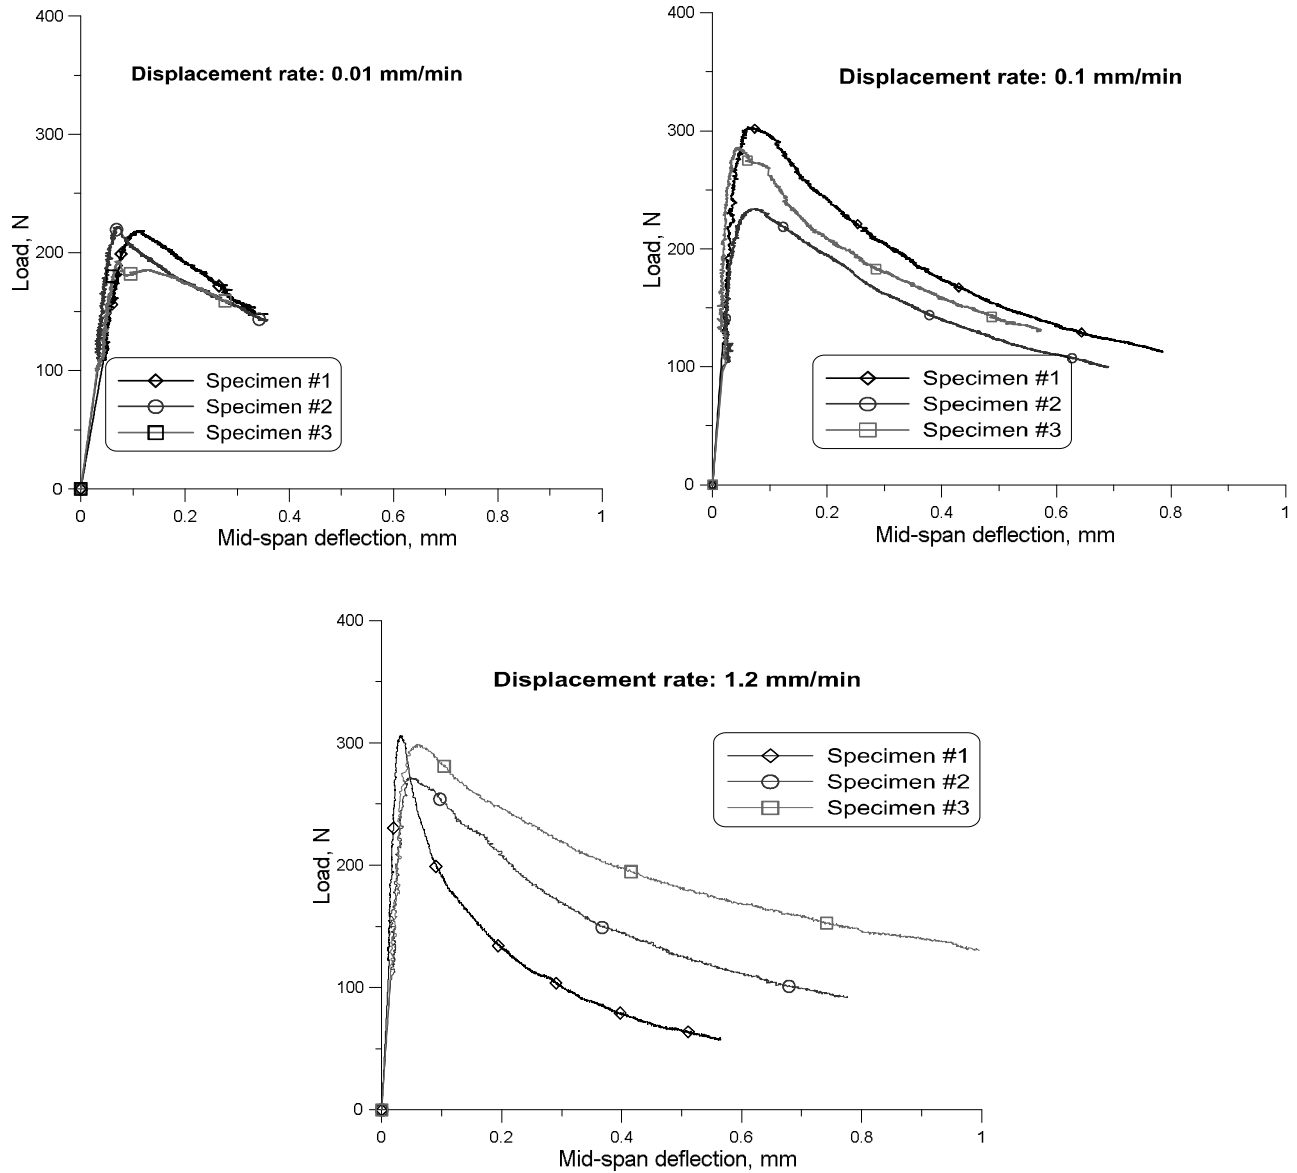 Displacement rate: 0.01 mm/min
400
300
200
100
0
Load, N
Specimen #1
Specimen #2
Specimen #3
0 0.2 0.4 0.6 0.8 1
Mid-span deflection, mm
Displacement rate: 0.1 mm/min
400
300
200
100
0
Load, N
Specimen #1
Specimen #2
Specimen #3
0 0.2 0.4 0.6 0.8 1
Mid-span deflection, mm
Displacement rate: 1.2 mm/min
400
300
200
100
0
Load, N
Specimen #1
Specimen #2
Specimen #3
0 0.2 0.4 0.6 0.8 1
Mid-span deflection, mm